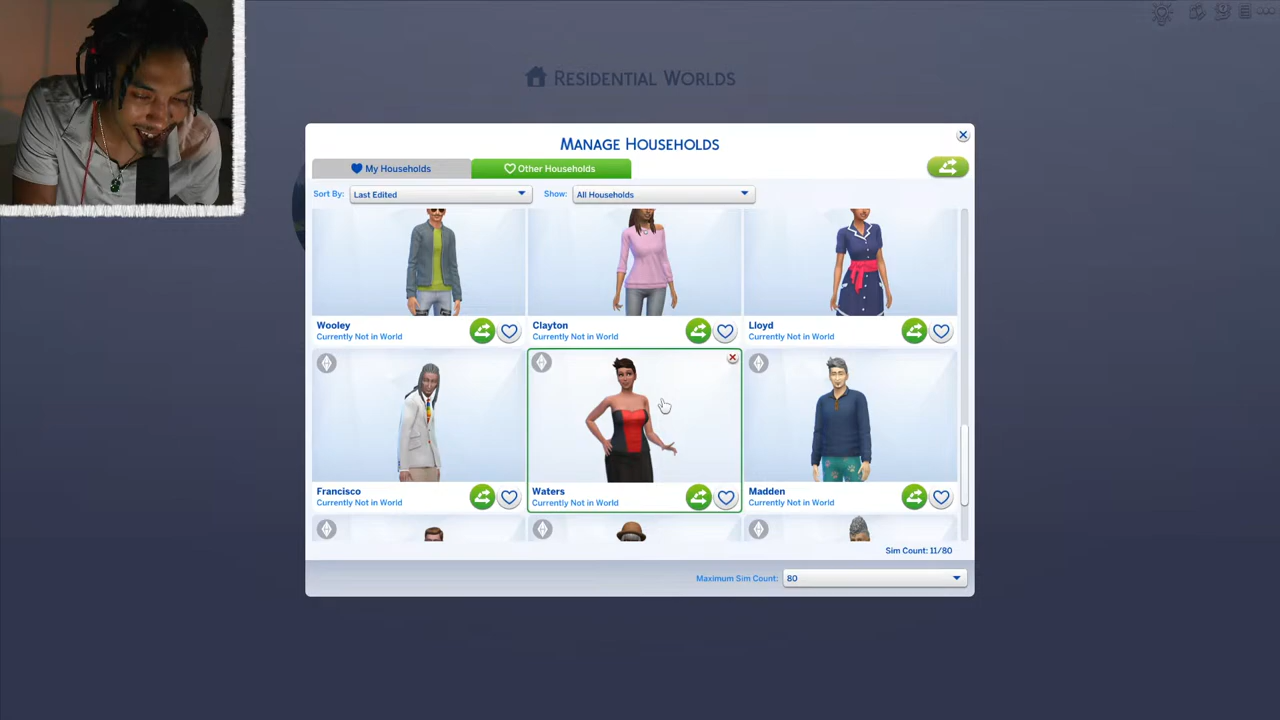 RESIDENTIAL WORLDS
MANAGE HOUSEHOLDS
My Households
Other Households
Sort By: Last Edited
Show: All Households
Wooley
Currently Not in World
Clayton
Currently Not in World
Lloyd
Currently Not in World
Francisco
Currently Not in World
Waters
Currently Not in World
Madden
Currently Not in World
Sim Count: 11/80
Maximum Sim Count: 80